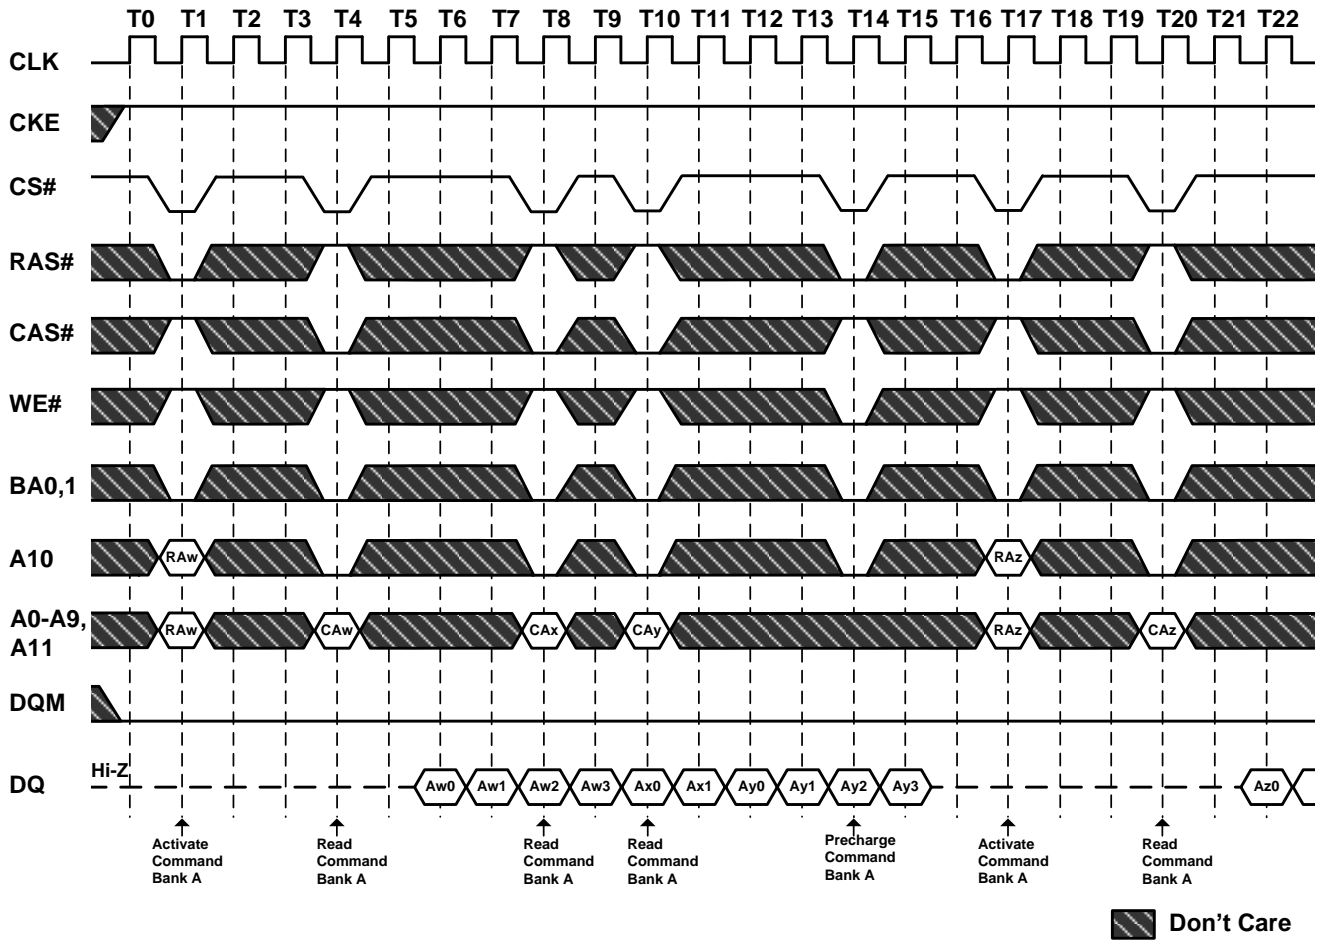 T0 T1 T2 T3 T4 T5 T6 T7 T8 T9 T10 T11 T12 T13 T14 T15 T16 T17 T18 T19 T20 T21 T22
CLK
CKE
CS#
RAS#
CAS#
WE#
BA0,1
A10 RAw RAz
A0-A9,
A11 RAw CAw CAx CAy RAz CAz
DQM
Hi-Z
DQ Aw0 Aw1 Aw2 Aw3 Ax0 Ax1 Ay0 Ay1 Ay2 Ay3 Az0
Activate
Command
Bank A
Read
Command
Bank A
Read
Command
Bank A
Read
Command
Bank A
Precharge
Command
Bank A
Activate
Command
Bank A
Read
Command
Bank A
Don't Care